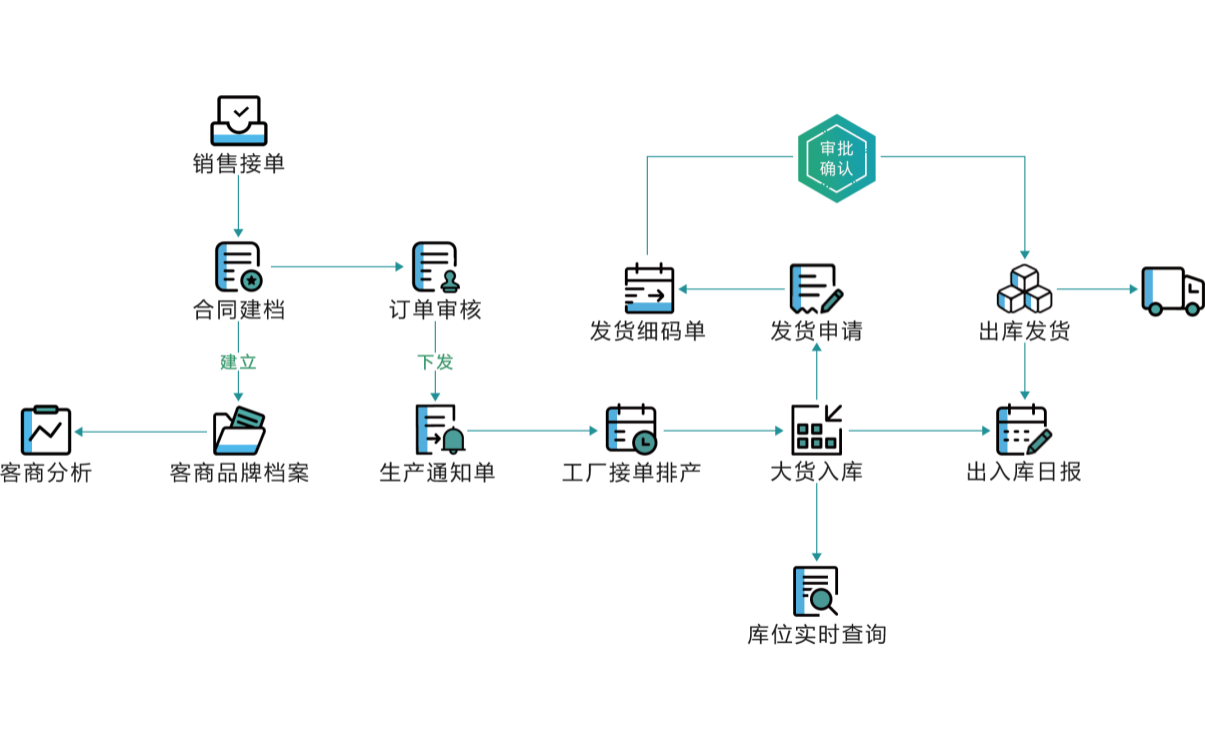 审批
确认
销售接单
合同建档
订单审核
发货细码单
发货申请
出库发货
建立
下发
客商分析
客商品牌档案
生产通知单
工厂接单排产
大货入库
出入库日报
库位实时查询